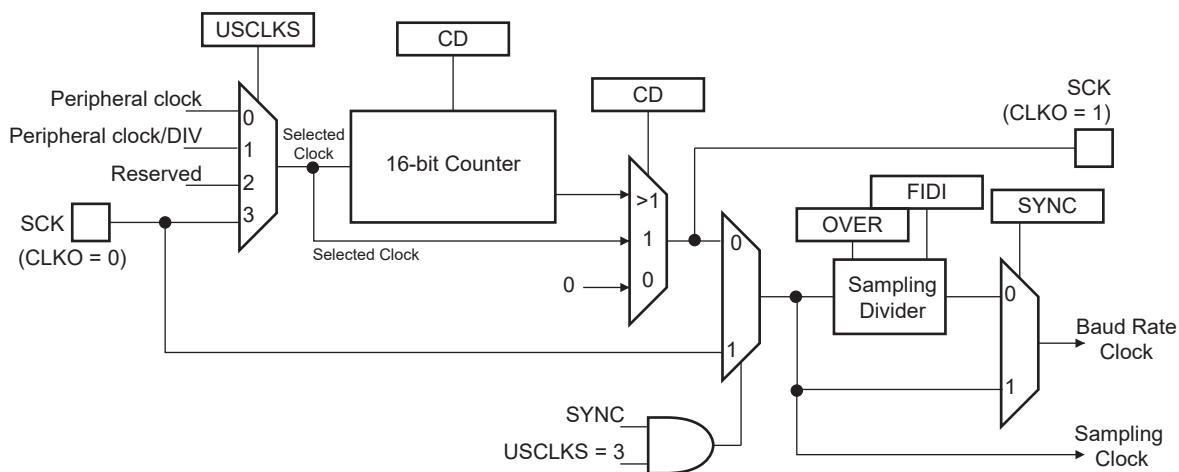 USCLKS
CD
CD
SCK
(CLKO = 1)
Peripheral clock
0
Peripheral clock/DIV
1
Reserved
2
SCK
3
(CLKO = 0)
Selected
Clock
16-bit Counter
Selected Clock
>1
1
0
0
0
1
FIDI
OVER
SYNC
Sampling
Divider
0
1
Baud Rate
Clock
SYNC
USCLKS = 3
Sampling
Clock